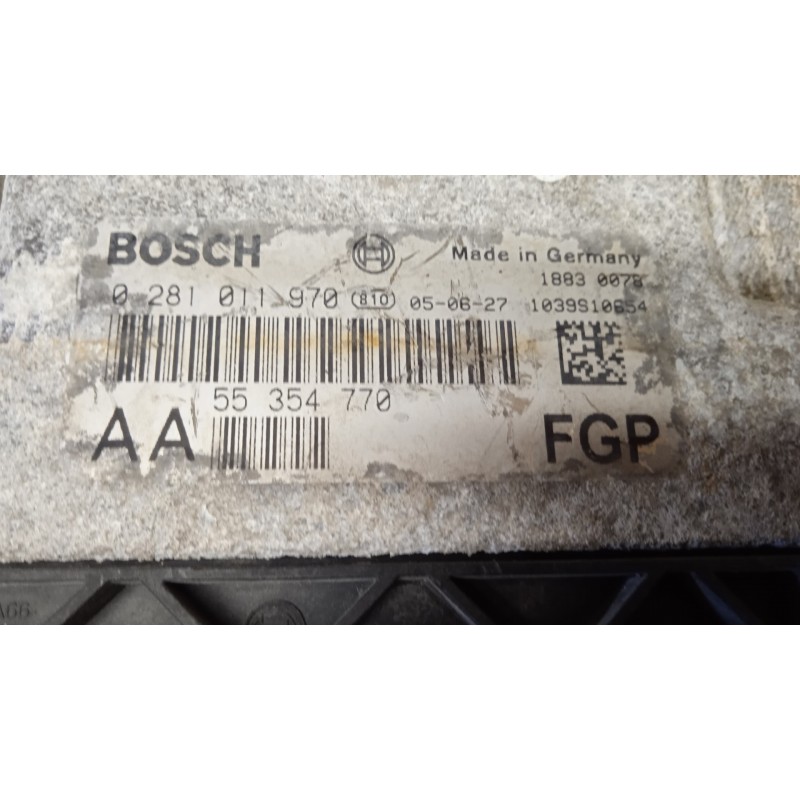 BOSCH Made in Germany
1883 0078
0 281 011 970 (810) 05-06-27 1039S10654
55 354 770
AA FGP